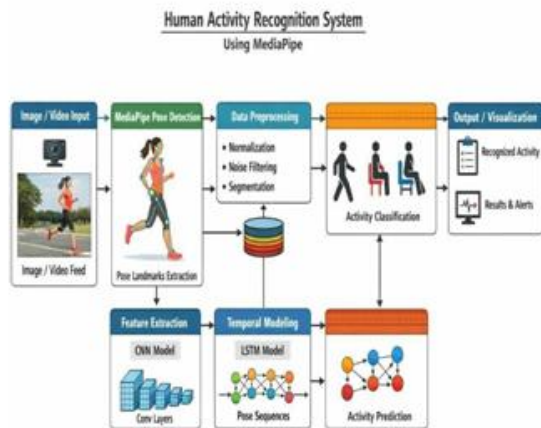 Human Activity Recognition System
Using MediaPipe
Image / Video Input
MediaPipe Pose Detection
Data Preprocessing
Output / Visualization
• Normalization
• Noise Filtering
• Segmentation
Recognized Activity
Activity Classification
Results & Alerts
Image / Video Feed
Pose Landmarks Extraction
Feature Extraction
Temporal Modeling
CNN Model
LSTM Model
Conv Layers
Pose Sequences
Activity Prediction